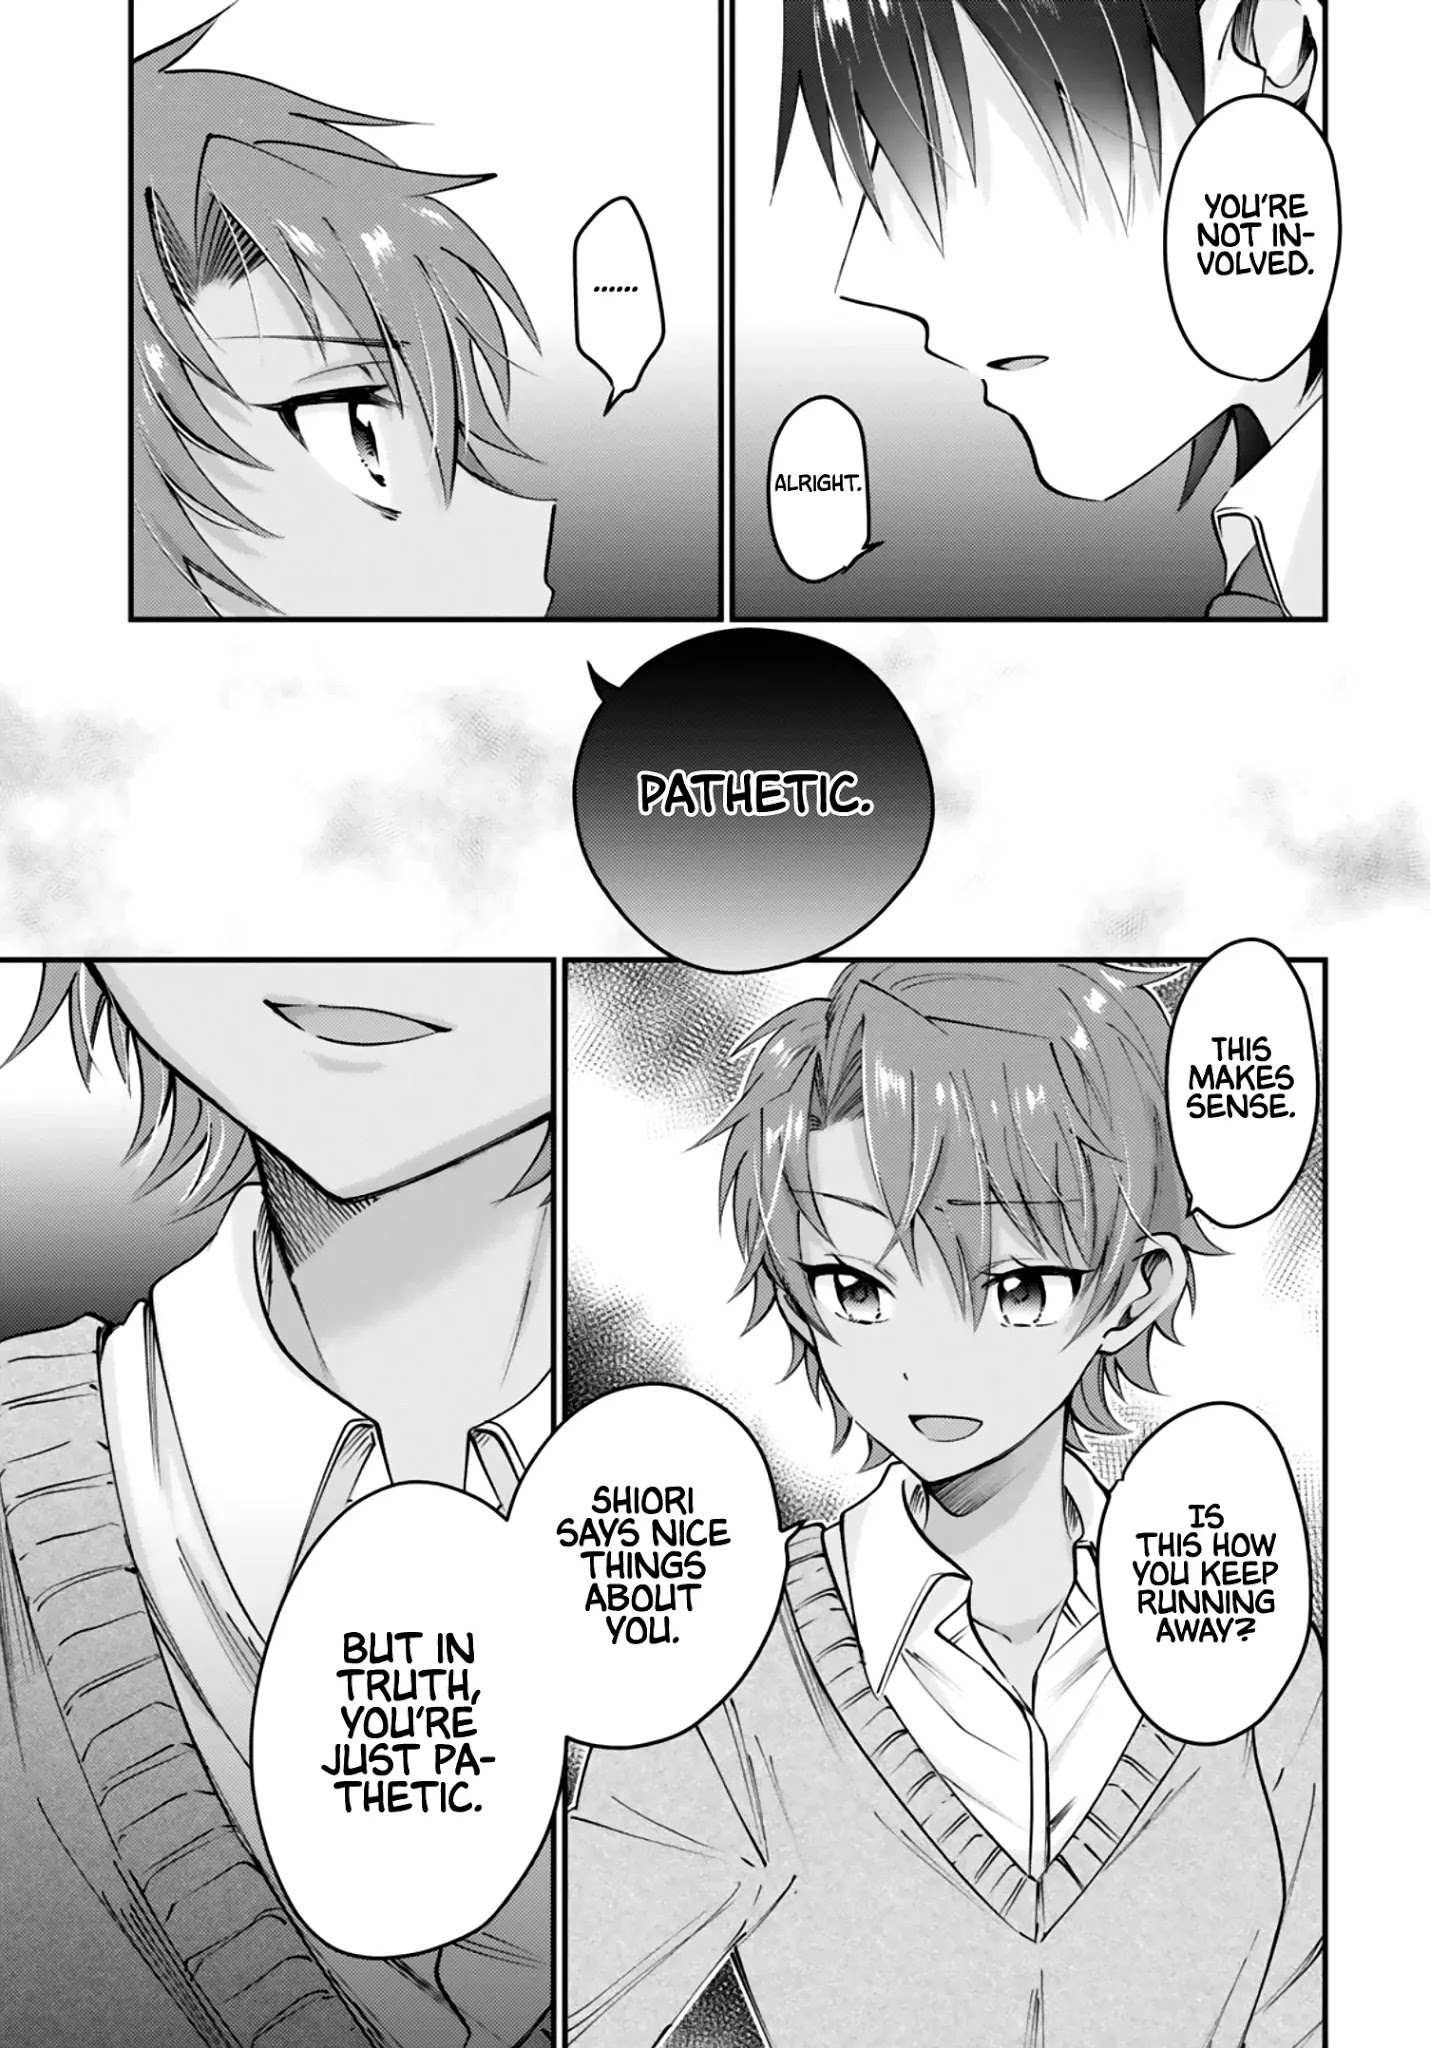 YOU'RE
NOT IN-
VOLVED.
ALRIGHT.
.......
PATHETIC.
THIS
MAKES
SENSE.
IS
THIS HOW
YOU KEEP
RUNNING
AWAY?
SHIORI
SAYS NICE
THINGS
ABOUT
YOU.
BUT IN
TRUTH,
YOU'RE
JUST PA-
THETIC.